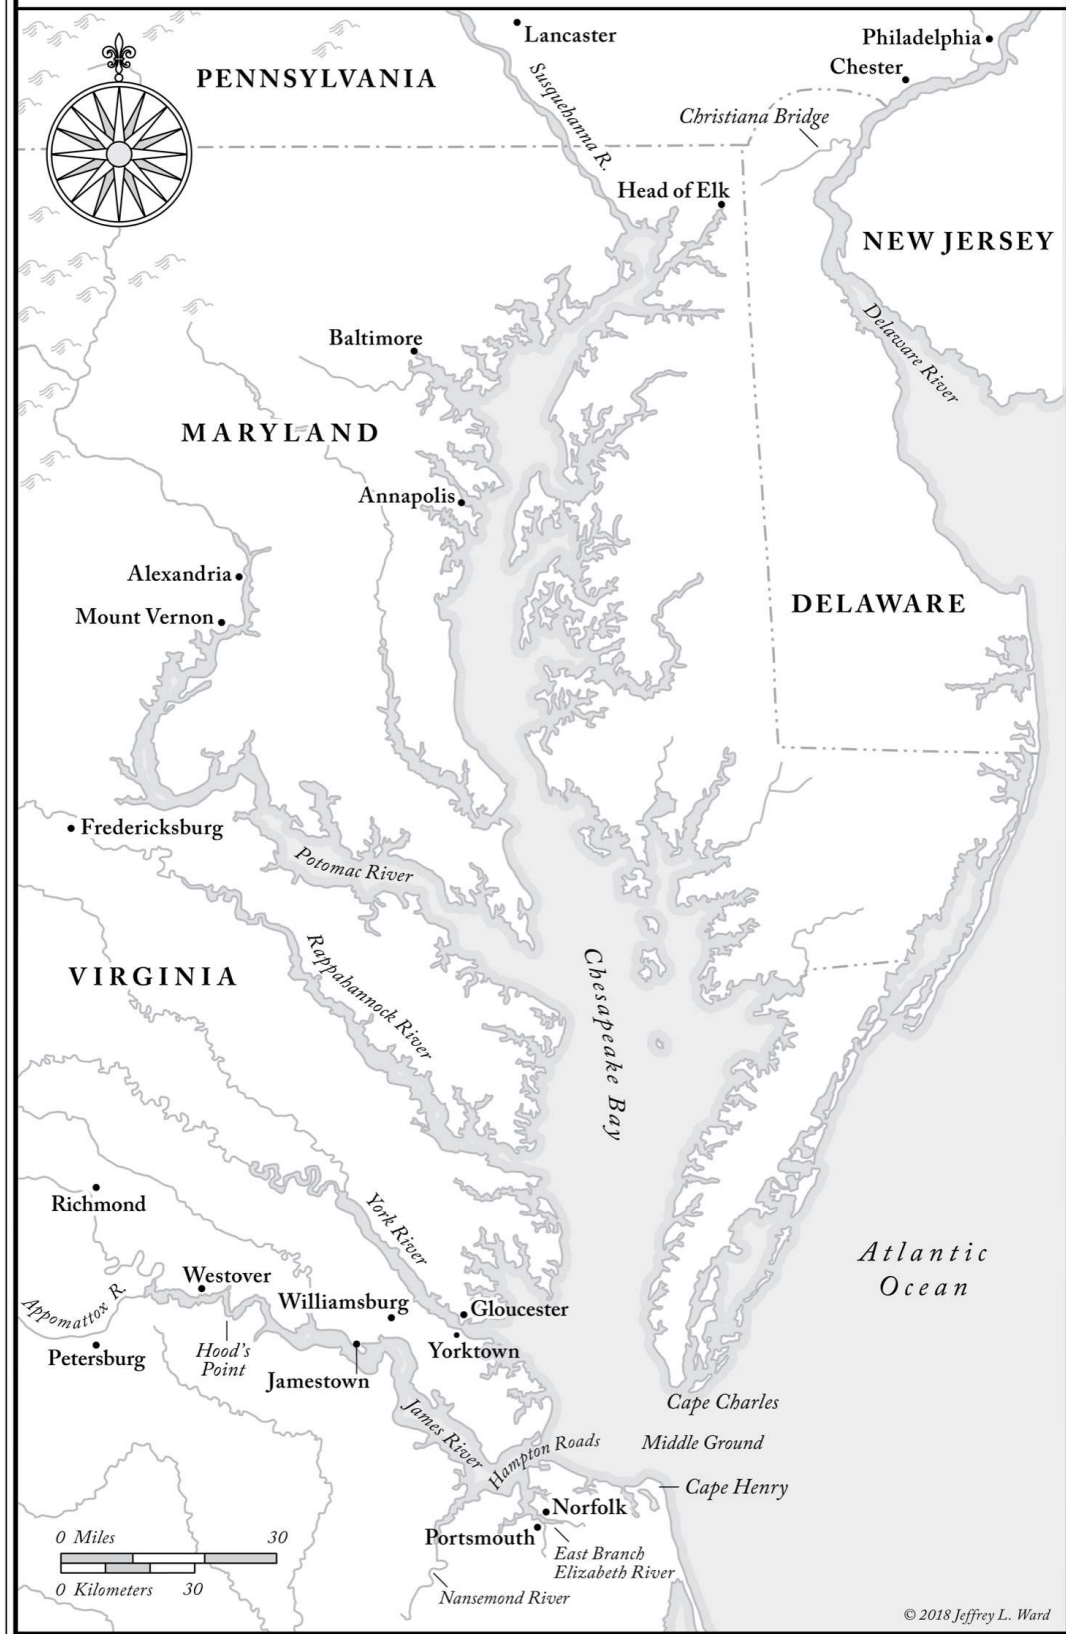 Lancaster
Philadelphia
Chester
PENNSYLVANIA
Susquehanna R.
Christiana Bridge
Head of Elk
NEW JERSEY
Delaware River
Baltimore
MARYLAND
Annapolis
Alexandria
Mount Vernon
DELAWARE
Fredericksburg
Potomac River
VIRGINIA
Rappahannock River
Chesapeake Bay
Richmond
York River
Atlantic
Ocean
Westover
Appomattox R.
Williamsburg
Gloucester
Hood's
Point
Yorktown
Petersburg
Jamestown
James River
Cape Charles
Hampton Roads
Middle Ground
Cape Henry
Norfolk
Portsmouth
East Branch
Elizabeth River
Nansemond River
0 Miles 30
0 Kilometers 30
© 2018 Jeffrey L. Ward